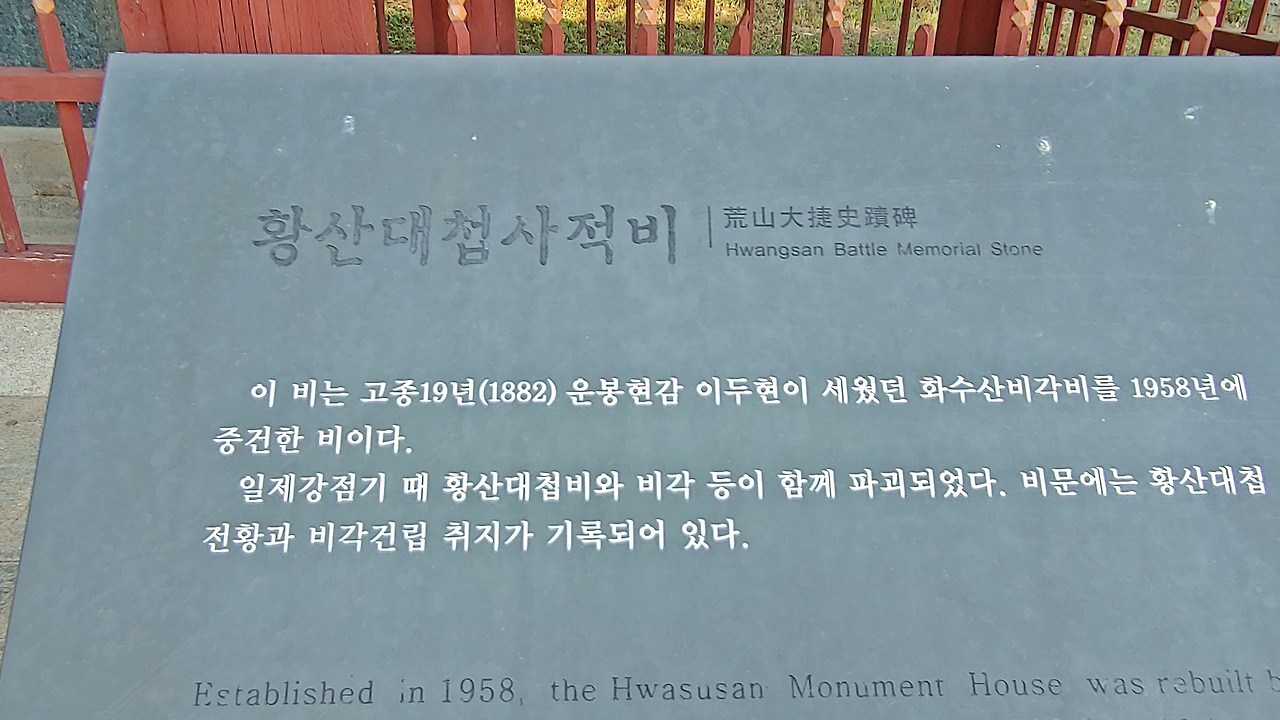 황산대첩사적비
荒山大捷史蹟碑
Hwangsan Battle Memorial Stone
이 비는 고종19년(1882) 운봉현감 이두현이 세웠던 화수산비각비를 1958년에
중건한 비이다.
일제강점기 때 황산대첩비와 비각 등이 함께 파괴되었다. 비문에는 황산대첩
전황과 비각건립 취지가 기록되어 있다.
Established in 1958, the Hwasusan Monument House was rebuilt